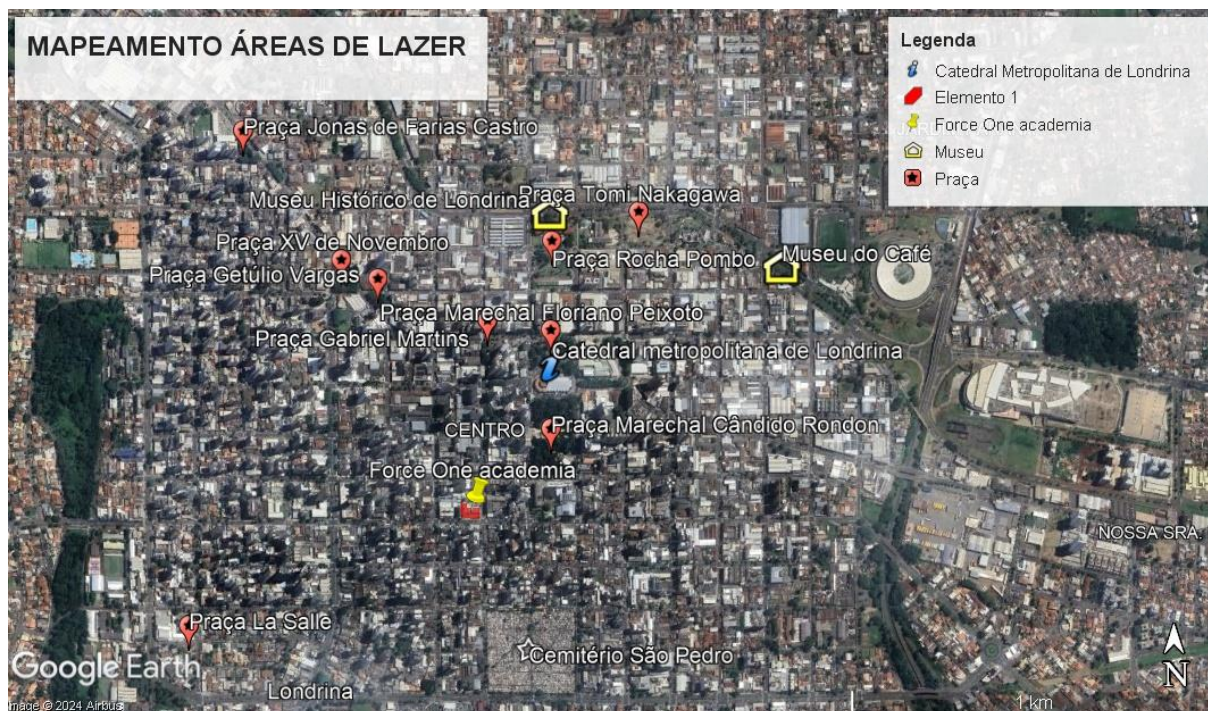 MAPEAMENTO ÁREAS DE LAZER
Legenda
Catedral Metropolitana de Londrina
Elemento 1
Force One academia
Museu
Praça
Praça Jonas de Farias Castro
Museu Histórico de Londrina
Praça Tomi Nakagawa
Praça XV de Novembro
Praça Rocha Pombo
Museu do Café
Praça Getúlio Vargas
Praça Marechal Floriano Peixoto
Praça Gabriel Martins
Catedral metropolitana de Londrina
CENTRO
Praça Marechal Cândido Rondon
Force One academia
NOSSA SRA.
Praça La Salle
Cemitério São Pedro
Google Earth
Londrina
1 km
N
Image © 2024 Airbus